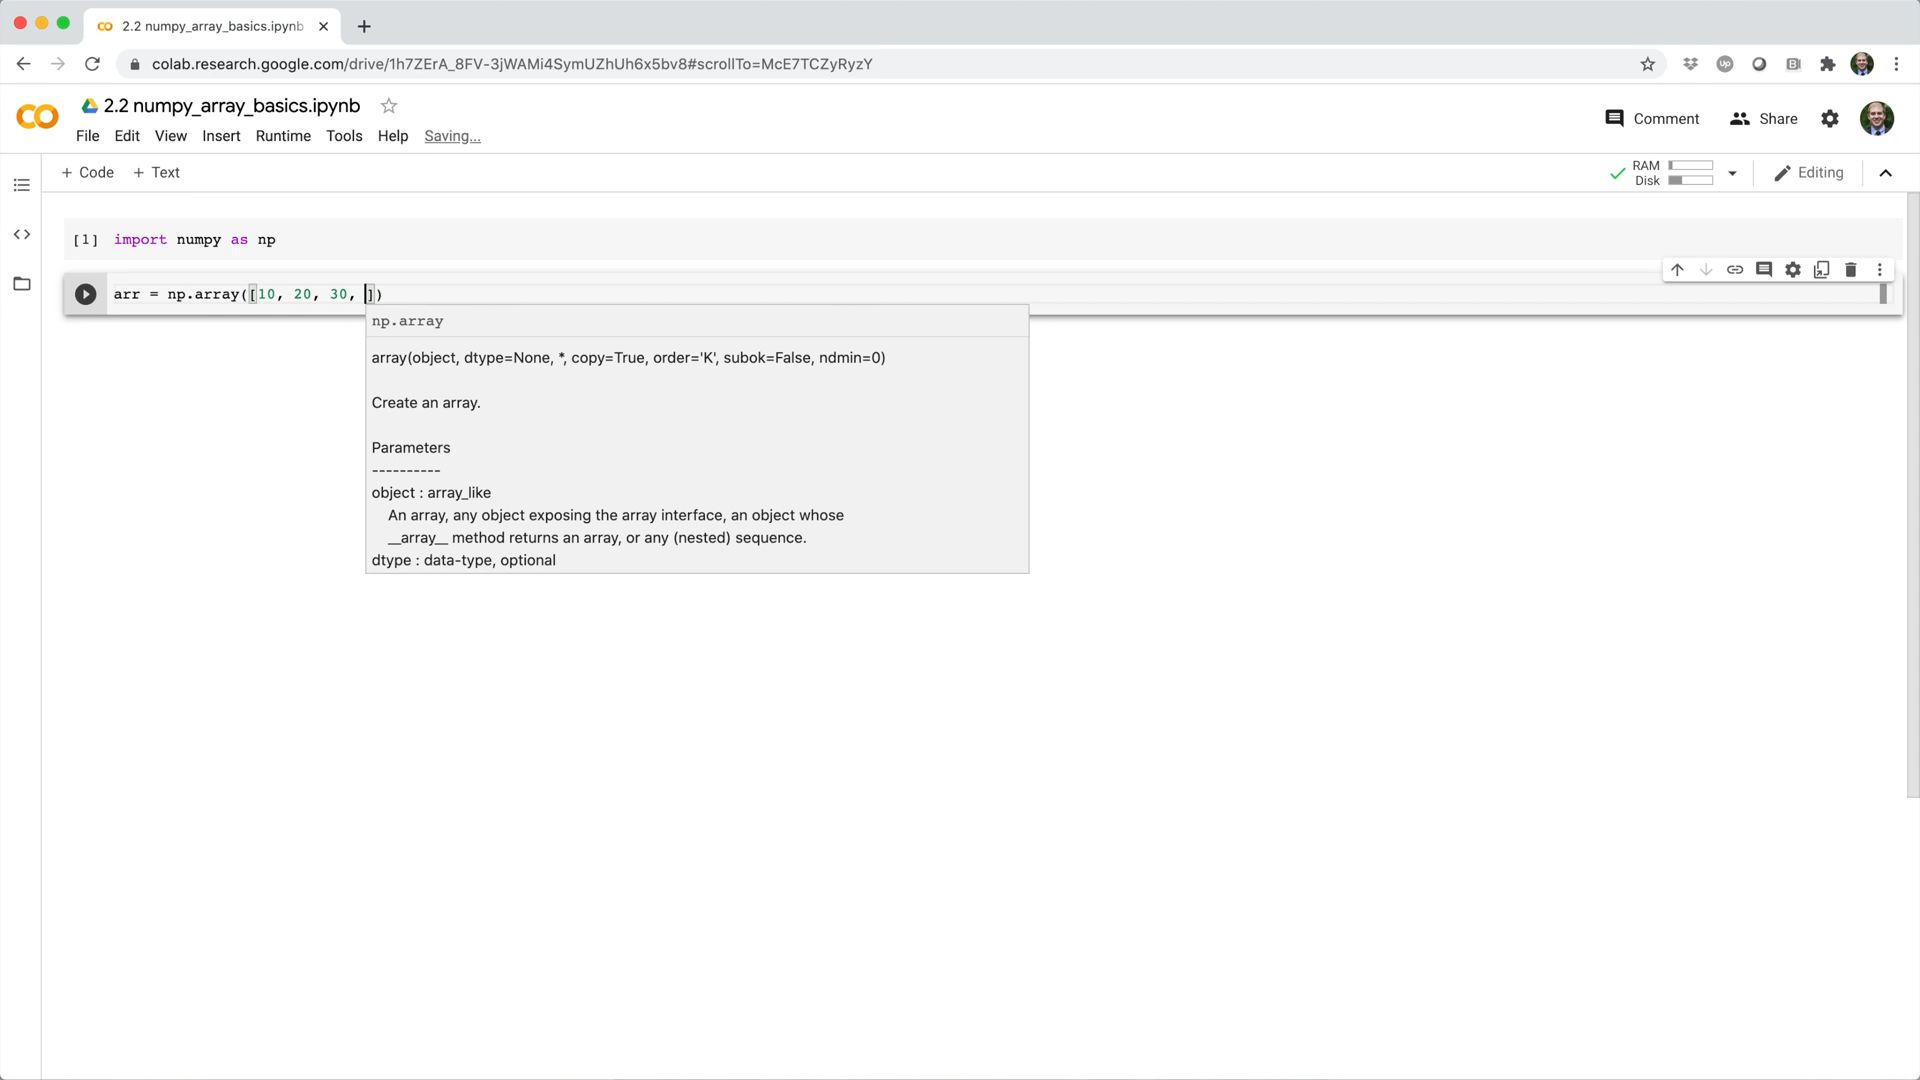 2.2 numpy_array_basics.ipynb
colab.research.google.com/drive/1h7ZErA_8FV-3jWAMi4SymUZhUh6x5bv8#scrollTo=McE7TCZyRyzY
2.2 numpy_array_basics.ipynb
File Edit View Insert Runtime Tools Help Saving...
Comment Share
+ Code + Text
RAM
Disk
Editing
[1] import numpy as np
arr = np.array([10, 20, 30, ])
np.array
array(object, dtype=None, *, copy=True, order='K', subok=False, ndmin=0)
Create an array.
Parameters
----------
object : array_like
An array, any object exposing the array interface, an object whose
__array__ method returns an array, or any (nested) sequence.
dtype : data-type, optional